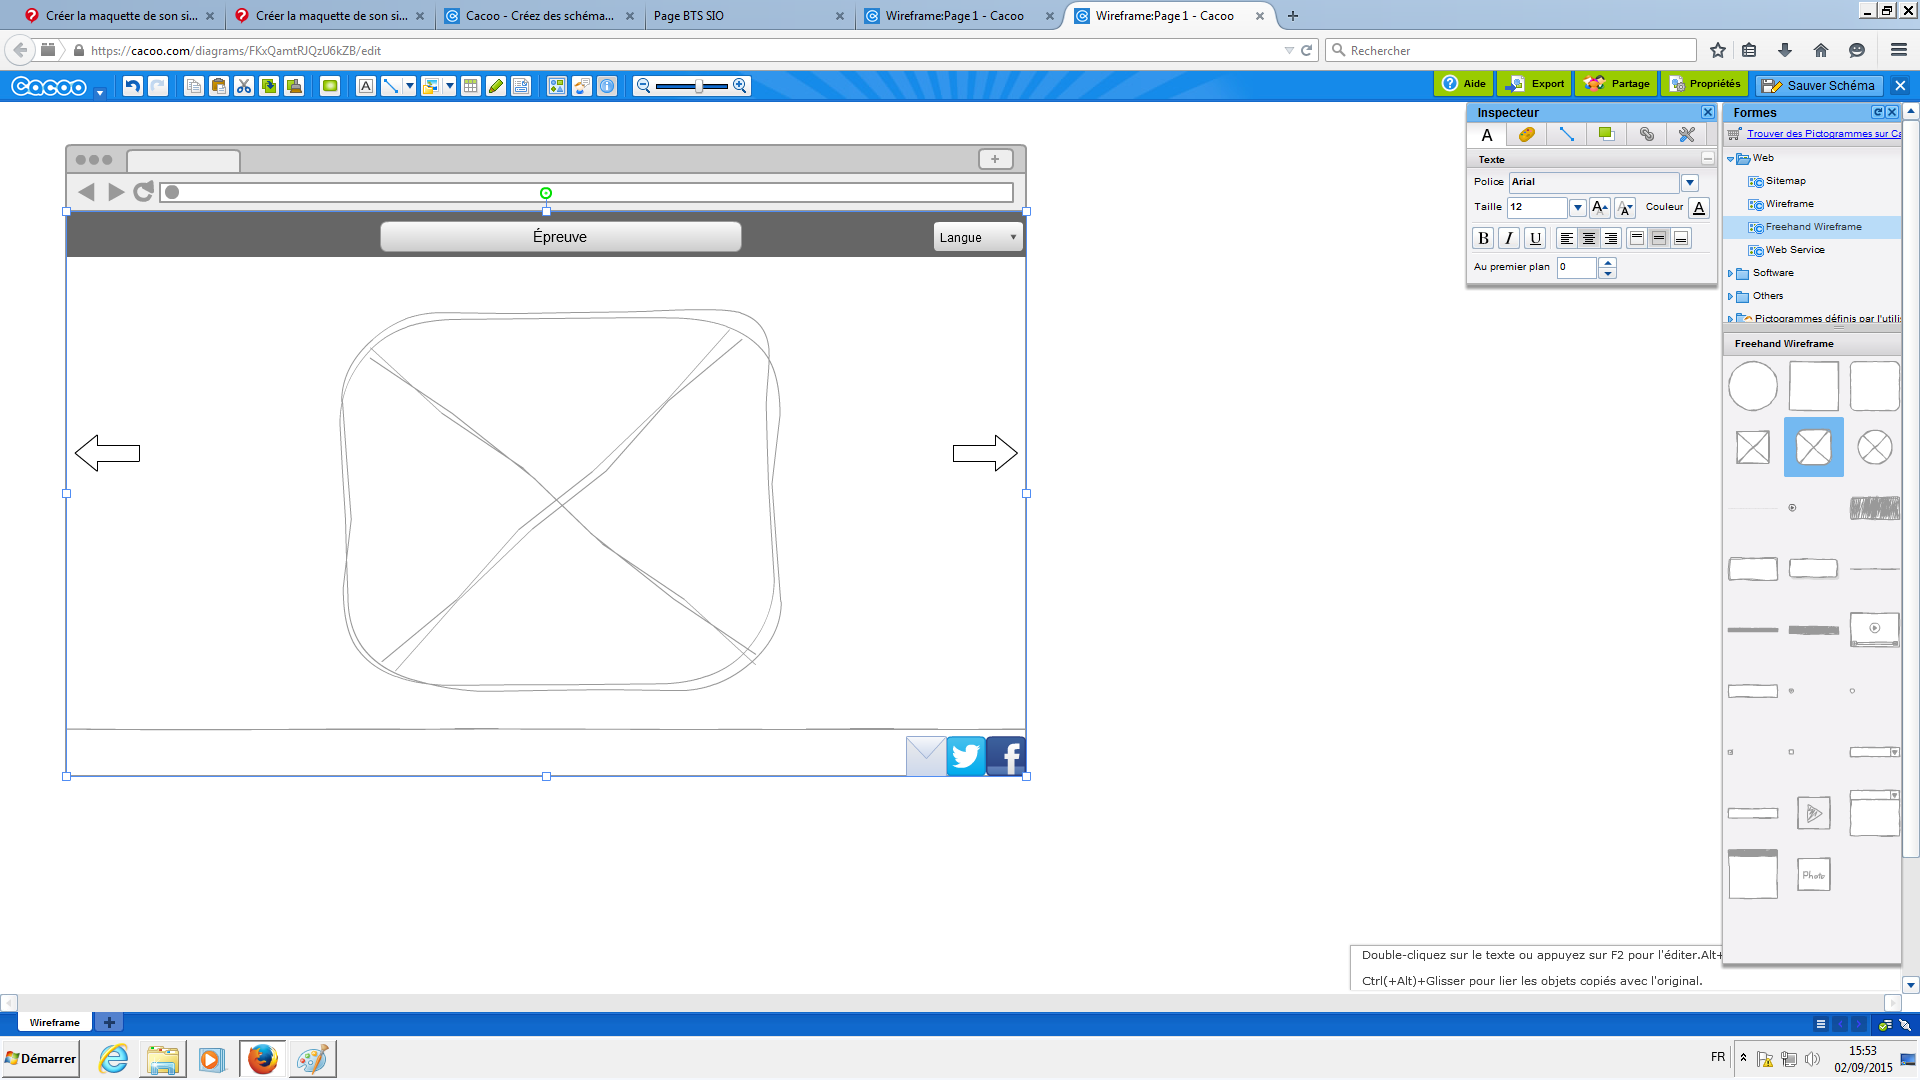 Créer la maquette de son si...
Créer la maquette de son si...
Cacoo - Créez des schéma...
Page BTS SIO
Wireframe:Page 1 - Cacoo
Wireframe:Page 1 - Cacoo
https://cacoo.com/diagrams/FKxQamtRJQzU6kZB/edit
Rechercher
Cacoo
Aide
Export
Partage
Propriétés
Sauver Schéma
Inspecteur
Texte
Police
Arial
Taille
12
Couleur
Au premier plan
0
Formes
Trouver des Pictogrammes sur Ca
Web
Sitemap
Wireframe
Freehand Wireframe
Web Service
Software
Others
Pictogrammes définis par l'utilis
Freehand Wireframe
Photo
Épreuve
Langue
Double-cliquez sur le texte ou appuyez sur F2 pour l'éditer.Alt+
Ctrl(+Alt)+Glisser pour lier les objets copiés avec l'original.
Wireframe
Démarrer
FR
15:53
02/09/2015